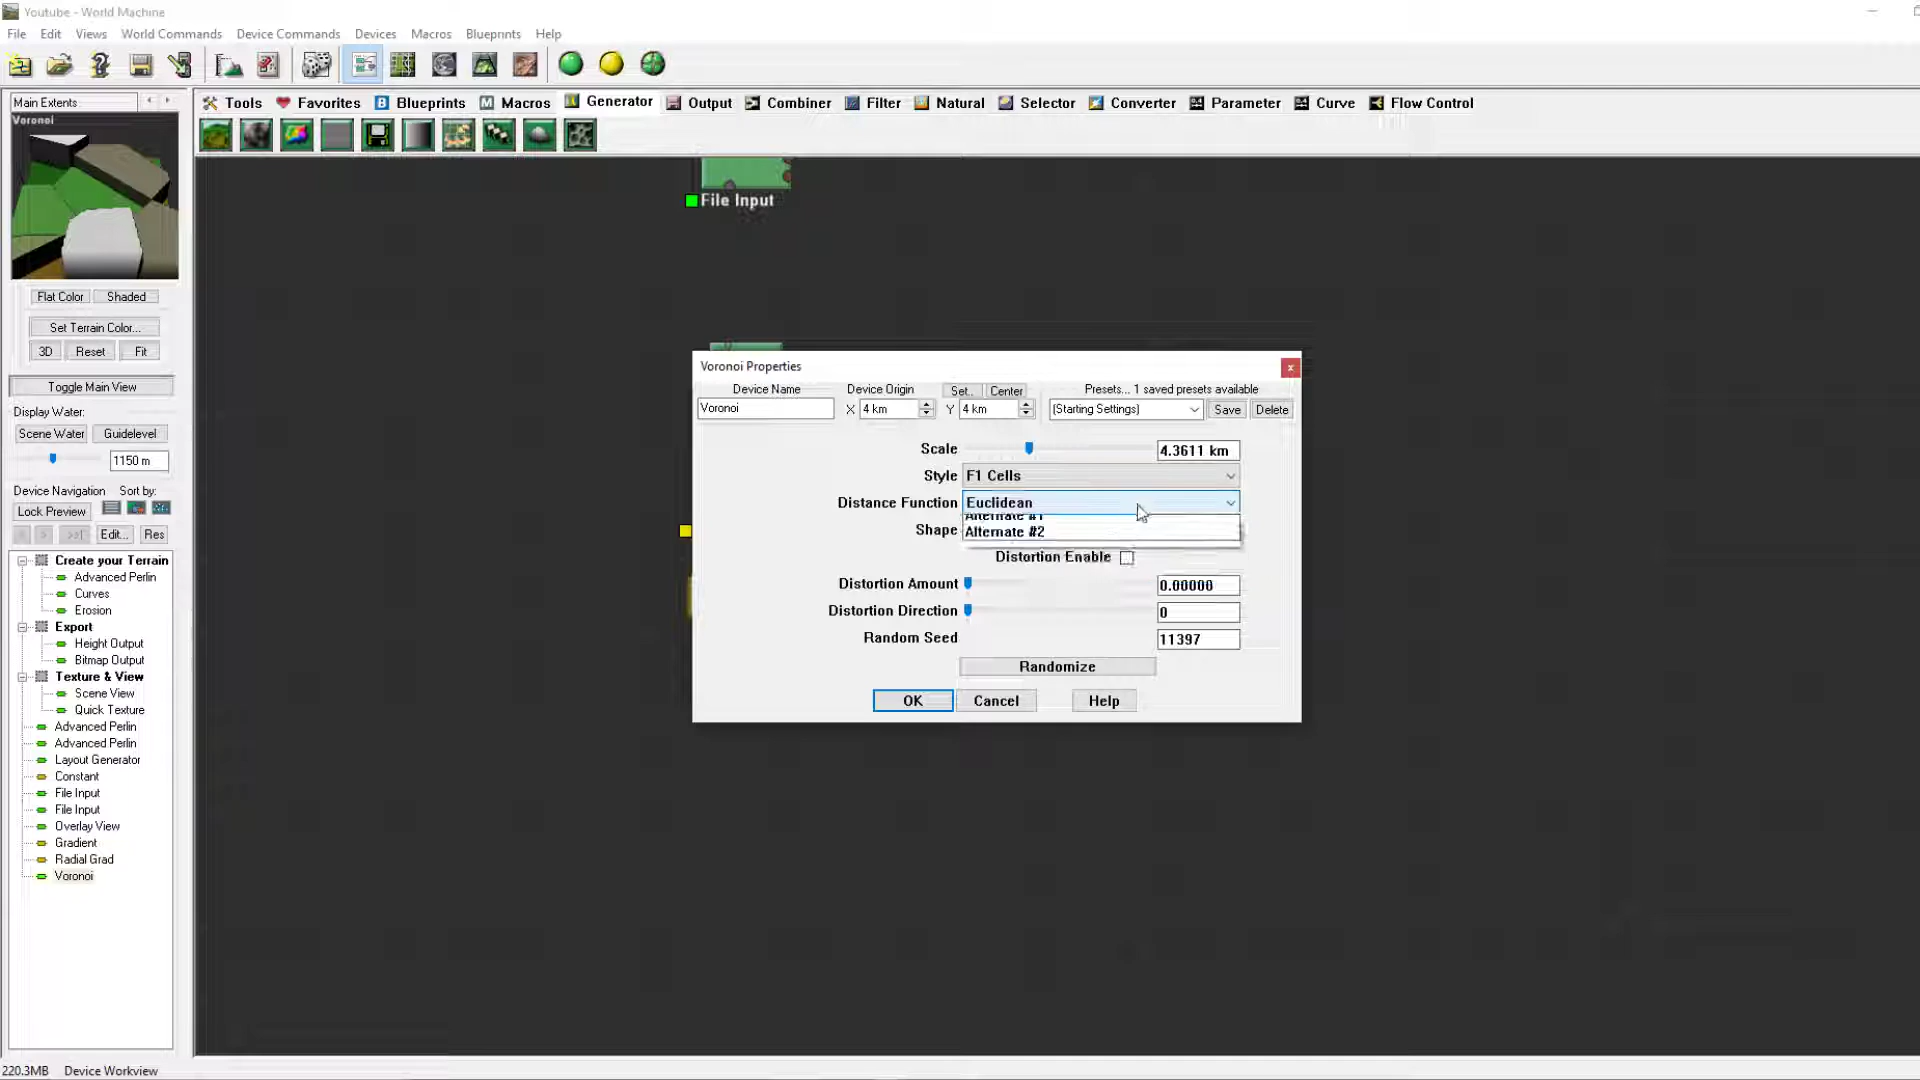 Youtube - World Machine
File Edit Views World Commands Device Commands Devices Macros Blueprints Help
Main Extents
Tools Favorites Blueprints Macros Generator Output Combiner Filter Natural Selector Converter Parameter Curve Flow Control
Voronoi
File Input
Flat Color Shaded
Set Terrain Color...
3D Reset Fit
Toggle Main View
Display Water:
Scene Water Guidelevel
1150 m
Device Navigation Sort by:
Lock Preview
Edit... Res
Create your Terrain
Advanced Perlin
Curves
Erosion
Export
Height Output
Bitmap Output
Texture & View
Scene View
Quick Texture
Advanced Perlin
Advanced Perlin
Layout Generator
Constant
File Input
File Input
Overlay View
Gradient
Radial Grad
Voronoi
Voronoi Properties
Device Name Device Origin Set.. Center Presets... 1 saved presets available
Voronoi X 4 km Y 4 km (Starting Settings) Save Delete
Scale 4.3611 km
Style F1 Cells
Distance Function Euclidean
Alternate #1
Shape Alternate #2
Distortion Enable
Distortion Amount 0.00000
Distortion Direction 0
Random Seed 11397
Randomize
OK Cancel Help
220.3MB Device Workview